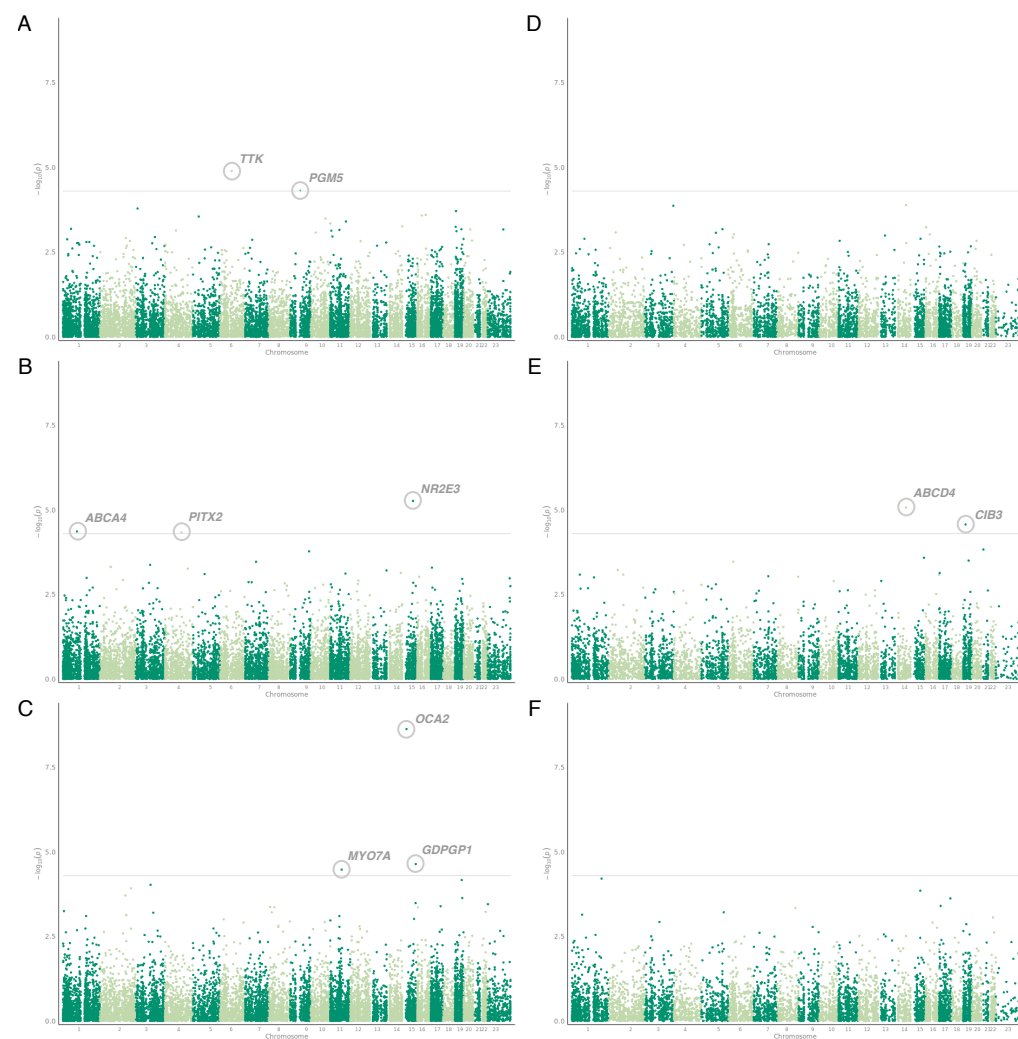 A
7.5
5.0
2.5
0.0
− log₁₀(p)
TTK
PGM5
1 2 3 4 5 6 7 8 9 10 11 12 13 14 15 16 17 18 19 20 21 22 23
Chromosome
D
7.5
5.0
2.5
0.0
− log₁₀(p)
1 2 3 4 5 6 7 8 9 10 11 12 13 14 15 16 17 18 19 20 21 22 23
Chromosome
B
7.5
5.0
2.5
0.0
− log₁₀(p)
NR2E3
ABCA4
PITX2
1 2 3 4 5 6 7 8 9 10 11 12 13 14 15 16 17 18 19 20 21 22 23
Chromosome
E
7.5
5.0
2.5
0.0
− log₁₀(p)
ABCD4
CIB3
1 2 3 4 5 6 7 8 9 10 11 12 13 14 15 16 17 18 19 20 21 22 23
Chromosome
C
7.5
5.0
2.5
0.0
− log₁₀(p)
OCA2
GDPGP1
MYO7A
1 2 3 4 5 6 7 8 9 10 11 12 13 14 15 16 17 18 19 20 21 22 23
Chromosome
F
7.5
5.0
2.5
0.0
− log₁₀(p)
1 2 3 4 5 6 7 8 9 10 11 12 13 14 15 16 17 18 19 20 21 22 23
Chromosome